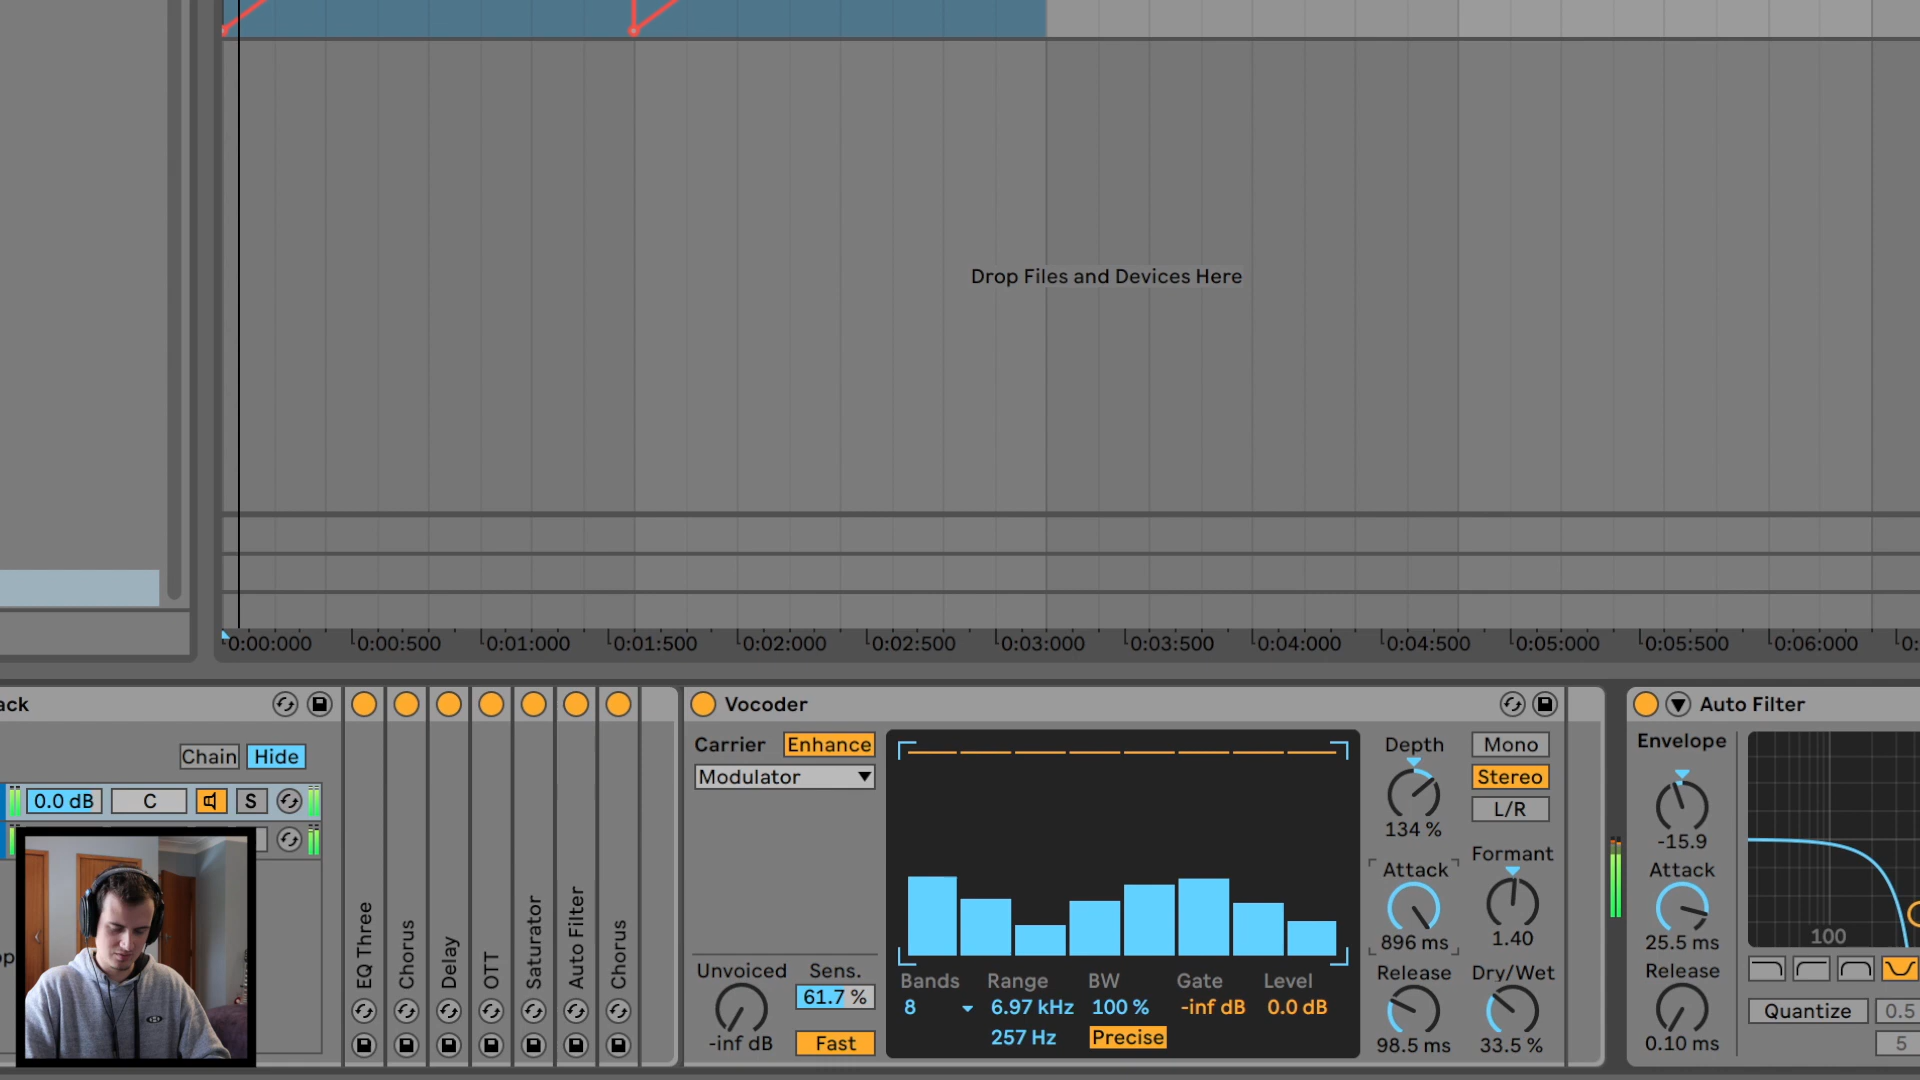 Drop Files and Devices Here
0:00:000 0:00:500 0:01:000 0:01:500 0:02:000 0:02:500 0:03:000 0:03:500 0:04:000 0:04:500 0:05:000 0:05:500 0:06:000 0:
ack
Chain Hide
0.0 dB C S
EQ Three
Chorus
Delay
OTT
Saturator
Auto Filter
Chorus
Vocoder
Carrier Enhance
Modulator
Unvoiced Sens.
61.7 %
-inf dB Fast
Bands Range BW Gate Level
8 6.97 kHz 100 % -inf dB 0.0 dB
257 Hz Precise
Depth Mono
Stereo
134 % L/R
Attack Formant
896 ms 1.40
Release Dry/Wet
98.5 ms 33.5 %
Auto Filter
Envelope
-15.9
Attack
25.5 ms
Release
0.10 ms
100
Quantize 0.5
5